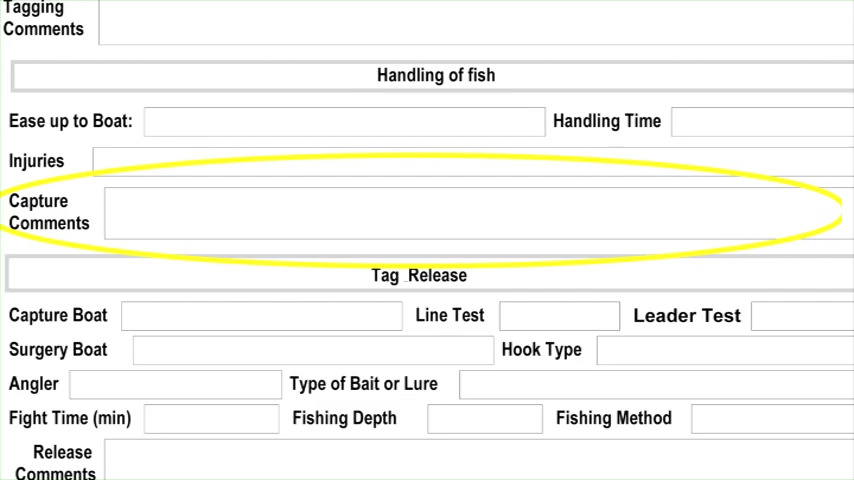 Tagging
Comments
Handling of fish
Ease up to Boat: Handling Time
Injuries
Capture
Comments
Tag Release
Capture Boat Line Test Leader Test
Surgery Boat Hook Type
Angler Type of Bait or Lure
Fight Time (min) Fishing Depth Fishing Method
Release
Comments